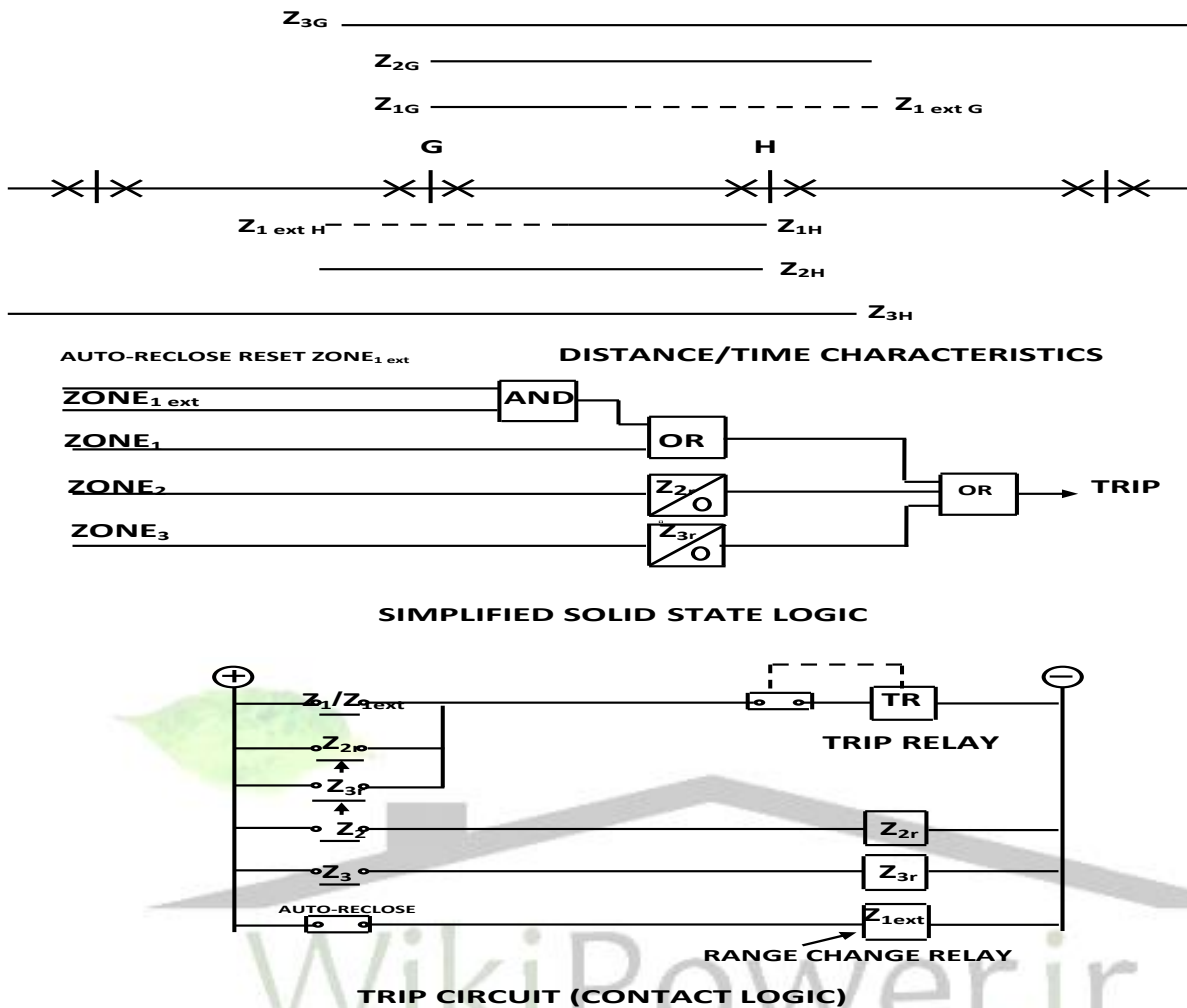 Z3G
Z2G
Z1G Z1 ext G
G H
Z1 ext H Z1H
Z2H
Z3H
AUTO-RECLOSE RESET ZONE1 ext DISTANCE/TIME CHARACTERISTICS
ZONE1 ext AND
ZONE1 OR
ZONE2 Z2r O OR TRIP
ZONE3 Z3r O
SIMPLIFIED SOLID STATE LOGIC
+ −
Z1/Z1ext TR
Z2r TRIP RELAY
Z3r
Z2 Z2r
Z3 Z3r
AUTO-RECLOSE Z1ext
RANGE CHANGE RELAY
WikiPower.ir
TRIP CIRCUIT (CONTACT LOGIC)